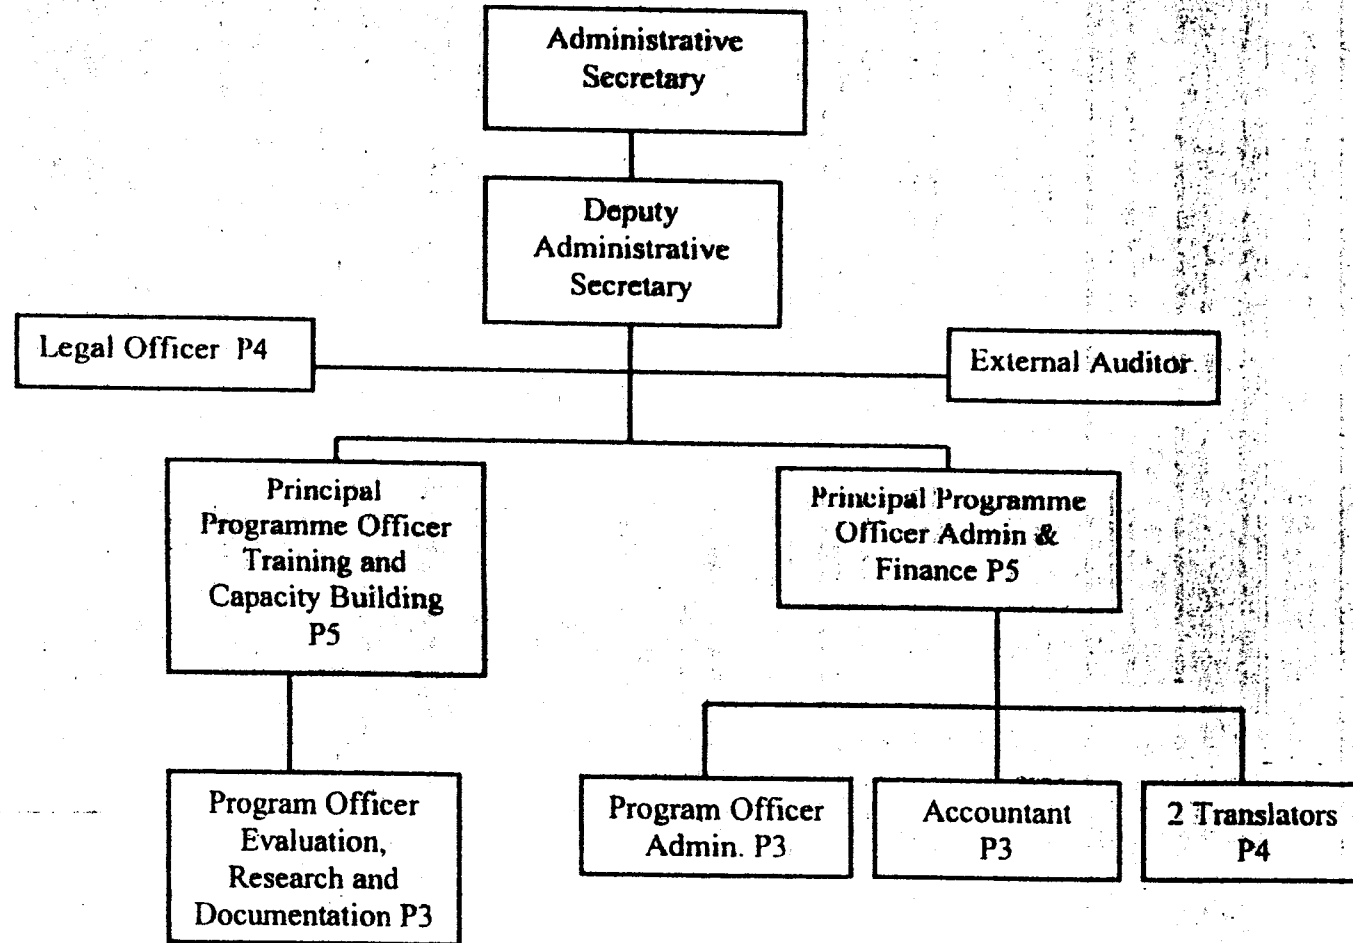 Administrative
Secretary
Deputy
Administrative
Secretary
Legal Officer P4
External Auditor
Principal
Programme Officer
Training and
Capacity Building
P5
Principal Programme
Officer Admin &
Finance P5
Program Officer
Evaluation,
Research and
Documentation P3
Program Officer
Admin. P3
Accountant
P3
2 Translators
P4